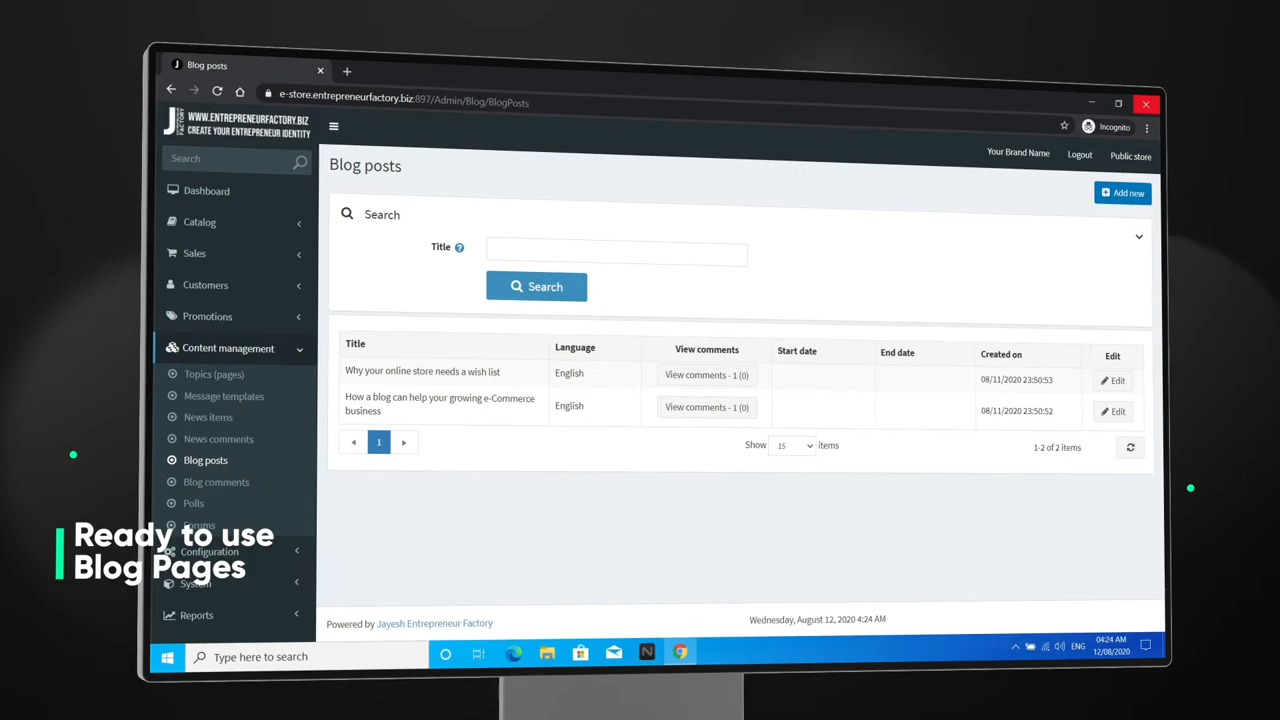 Blog posts
e-store.entrepreneurfactory.biz:897/Admin/Blog/BlogPosts
Incognito
J FACTORY
WWW.ENTREPRENEURFACTORY.BIZ
CREATE YOUR ENTREPRENEUR IDENTITY
Your Brand Name Logout Public store
Search
Blog posts
Add new
Dashboard
Catalog
Sales
Customers
Promotions
Content management
Topics (pages)
Message templates
News items
News comments
Blog posts
Blog comments
Polls
Forums
Configuration
System
Reports
Search
Title
Search
Title Language View comments Start date End date Created on Edit
Why your online store needs a wish list English View comments - 1 (0) 08/11/2020 23:50:53 Edit
How a blog can help your growing e-Commerce English View comments - 1 (0) 08/11/2020 23:50:52 Edit
business
1 Show 15 items 1-2 of 2 items
Ready to use
Blog Pages
Powered by Jayesh Entrepreneur Factory Wednesday, August 12, 2020 4:24 AM
Type here to search
ENG
04:24 AM
12/08/2020